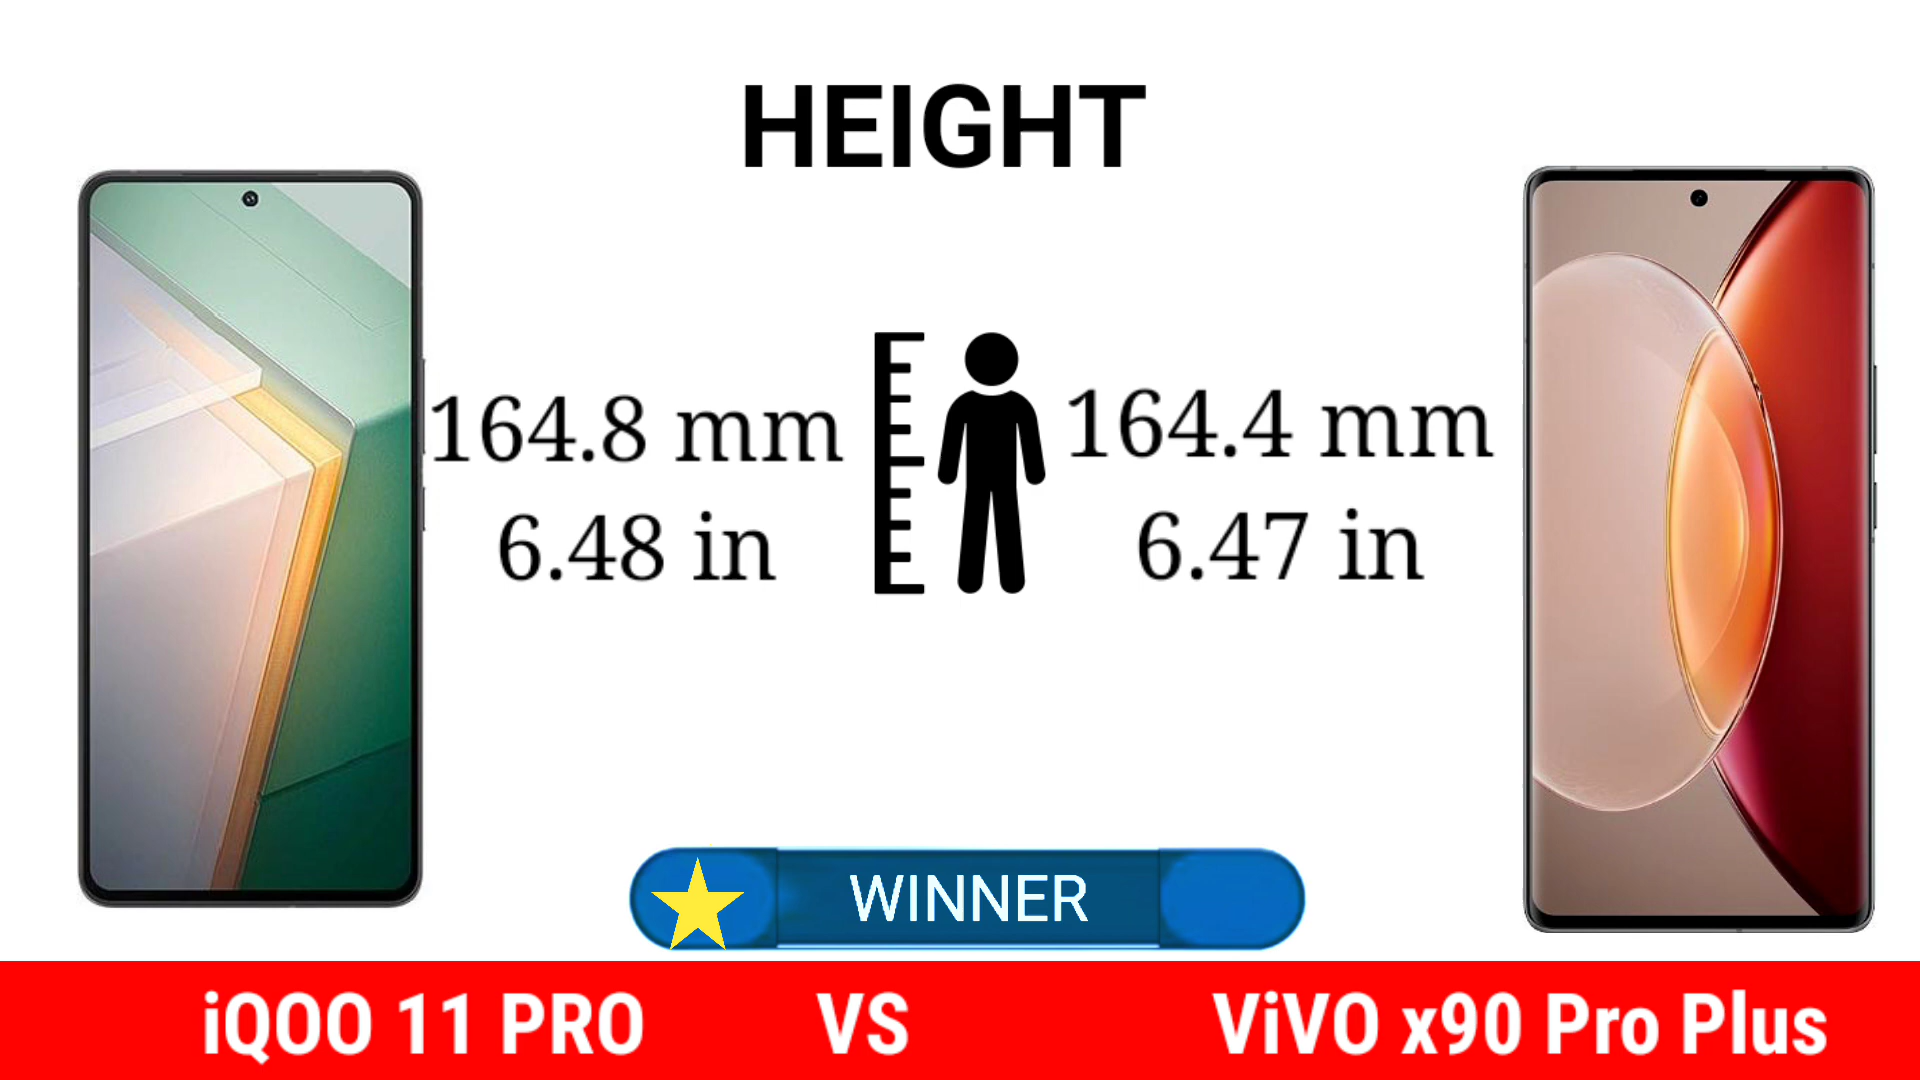 HEIGHT
164.8 mm
6.48 in
164.4 mm
6.47 in
WINNER
iQOO 11 PRO VS ViVO x90 Pro Plus